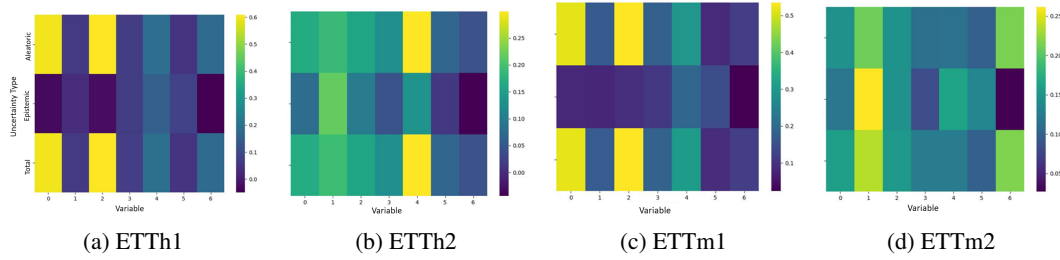 Uncertainty Type
Aleatoric
Epistemic
Total
0 1 2 3 4 5 6
Variable
0.6
0.5
0.4
0.3
0.2
0.1
0.0
(a) ETTh1
0 1 2 3 4 5 6
Variable
0.25
0.20
0.15
0.10
0.05
0.00
(b) ETTh2
0 1 2 3 4 5 6
Variable
0.5
0.4
0.3
0.2
0.1
(c) ETTm1
0 1 2 3 4 5 6
Variable
0.25
0.20
0.15
0.10
0.05
(d) ETTm2